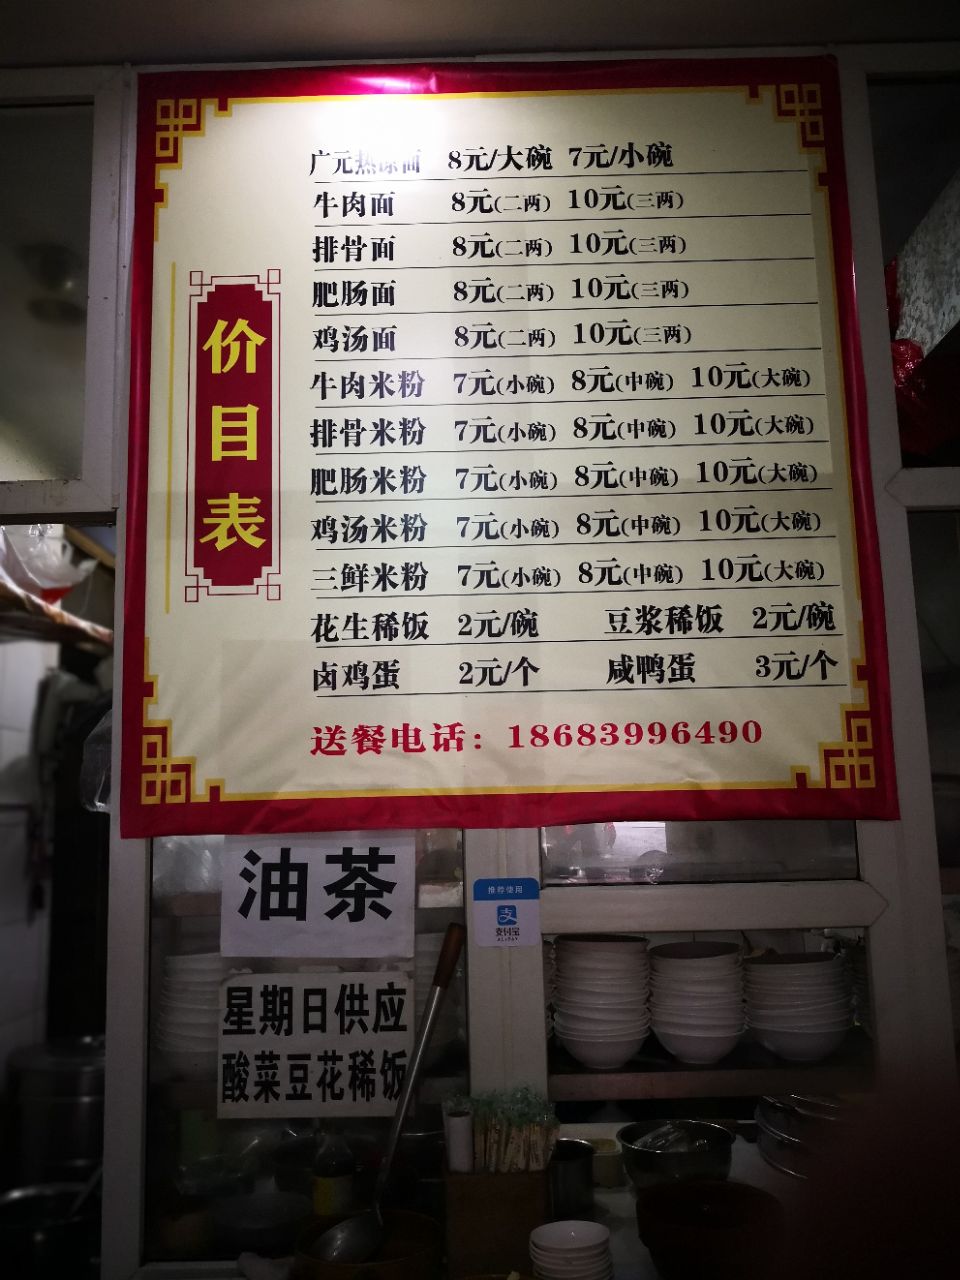 价目表
广元热凉面 8元/大碗 7元/小碗
牛肉面 8元(二两) 10元(三两)
排骨面 8元(二两) 10元(三两)
肥肠面 8元(二两) 10元(三两)
鸡汤面 8元(二两) 10元(三两)
牛肉米粉 7元(小碗) 8元(中碗) 10元(大碗)
排骨米粉 7元(小碗) 8元(中碗) 10元(大碗)
肥肠米粉 7元(小碗) 8元(中碗) 10元(大碗)
鸡汤米粉 7元(小碗) 8元(中碗) 10元(大碗)
三鲜米粉 7元(小碗) 8元(中碗) 10元(大碗)
花生稀饭 2元/碗 豆浆稀饭 2元/碗
卤鸡蛋 2元/个 咸鸭蛋 3元/个
送餐电话：18683996490
油茶
推荐使用
支
支付宝
ALIPAY
星期日供应
酸菜豆花稀饭